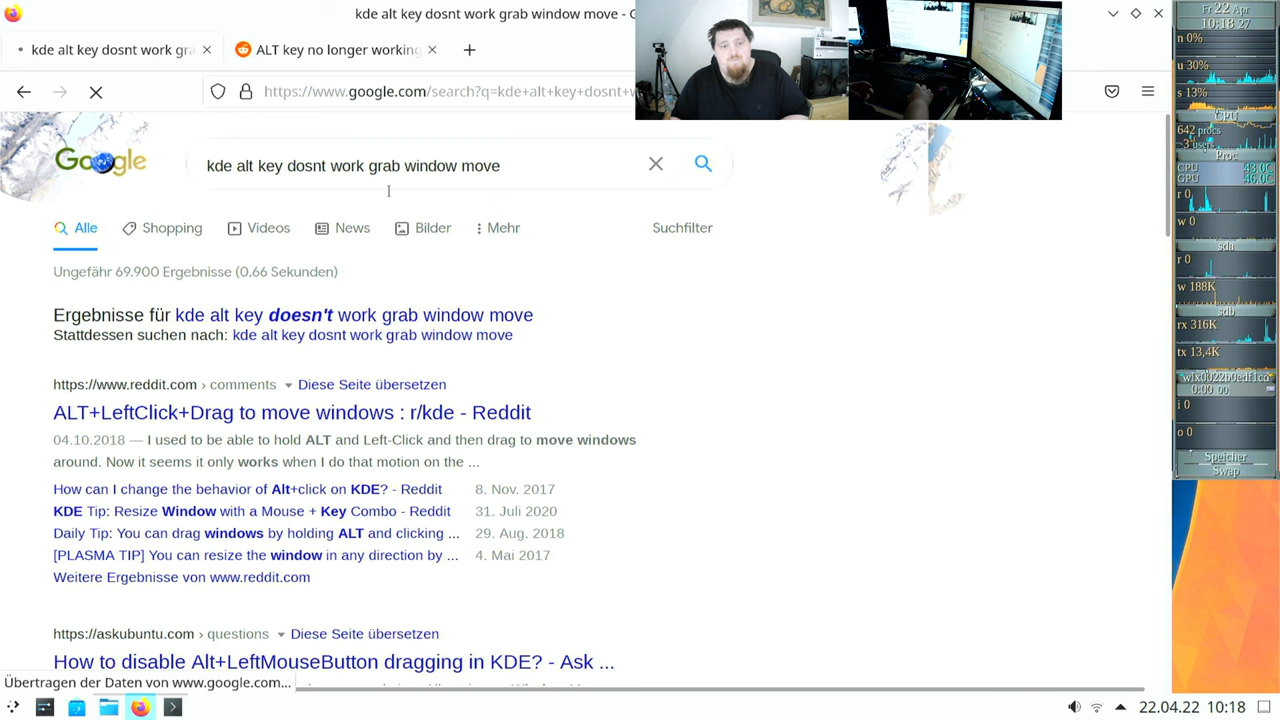 kde alt key dosnt work grab window move - G
kde alt key dosnt work gra
ALT key no longer working
https://www.google.com/search?q=kde+alt+key+dosnt+w
Google
kde alt key dosnt work grab window move
Alle
Shopping
Videos
News
Bilder
Mehr
Suchfilter
Ungefähr 69.900 Ergebnisse (0,66 Sekunden)
Ergebnisse für kde alt key doesn't work grab window move
Stattdessen suchen nach: kde alt key dosnt work grab window move
https://www.reddit.com › comments Diese Seite übersetzen
ALT+LeftClick+Drag to move windows : r/kde - Reddit
04.10.2018 — I used to be able to hold ALT and Left-Click and then drag to move windows
around. Now it seems it only works when I do that motion on the ...
How can I change the behavior of Alt+click on KDE? - Reddit 8. Nov. 2017
KDE Tip: Resize Window with a Mouse + Key Combo - Reddit 31. Juli 2020
Daily Tip: You can drag windows by holding ALT and clicking ... 29. Aug. 2018
[PLASMA TIP] You can resize the window in any direction by ... 4. Mai 2017
Weitere Ergebnisse von www.reddit.com
https://askubuntu.com › questions Diese Seite übersetzen
How to disable Alt+LeftMouseButton dragging in KDE? - Ask ...
Übertragen der Daten von www.google.com...
22.04.22 10:18
Fr 22 Apr
10:18 27
n 0%
u 30%
s 13%
CPU
642 procs
3 users
Proc
CPU 43.0C
GPU 46.0C
r 0
w 0
sda
r 0
w 188K
sdb
rx 316K
tx 13,4K
wlx0022b0edf1cd
0:00 00
i 0
o 0
Speicher
Swap